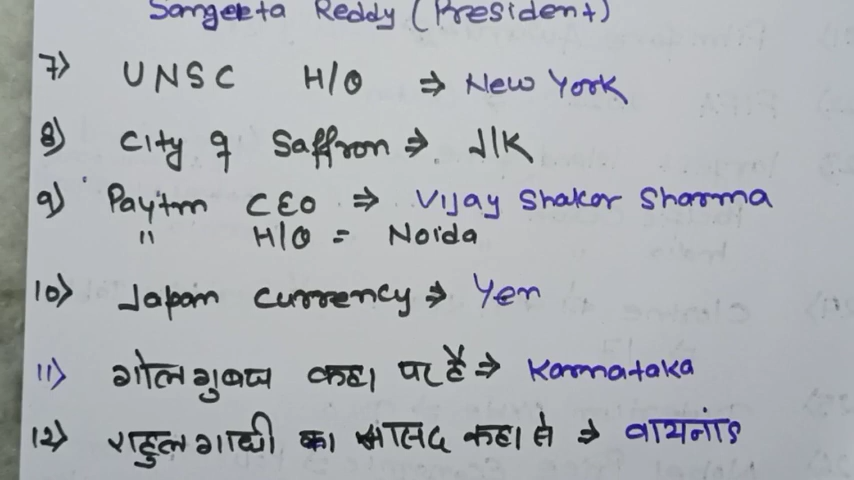 Sangeeta Reddy (President)
7) UNSC H/Q ⇒ New York
8) City of Saffron ⇒ J/K
9) Paytm CEO ⇒ Vijay Shakar Sharma
" H/Q = Noida
10) Japan currency ⇒ Yen
11) गोल गुबज कहा पर है ⇒ Karnataka
12) राहुल गाधी का सासद कहा से ⇒ वायनांड